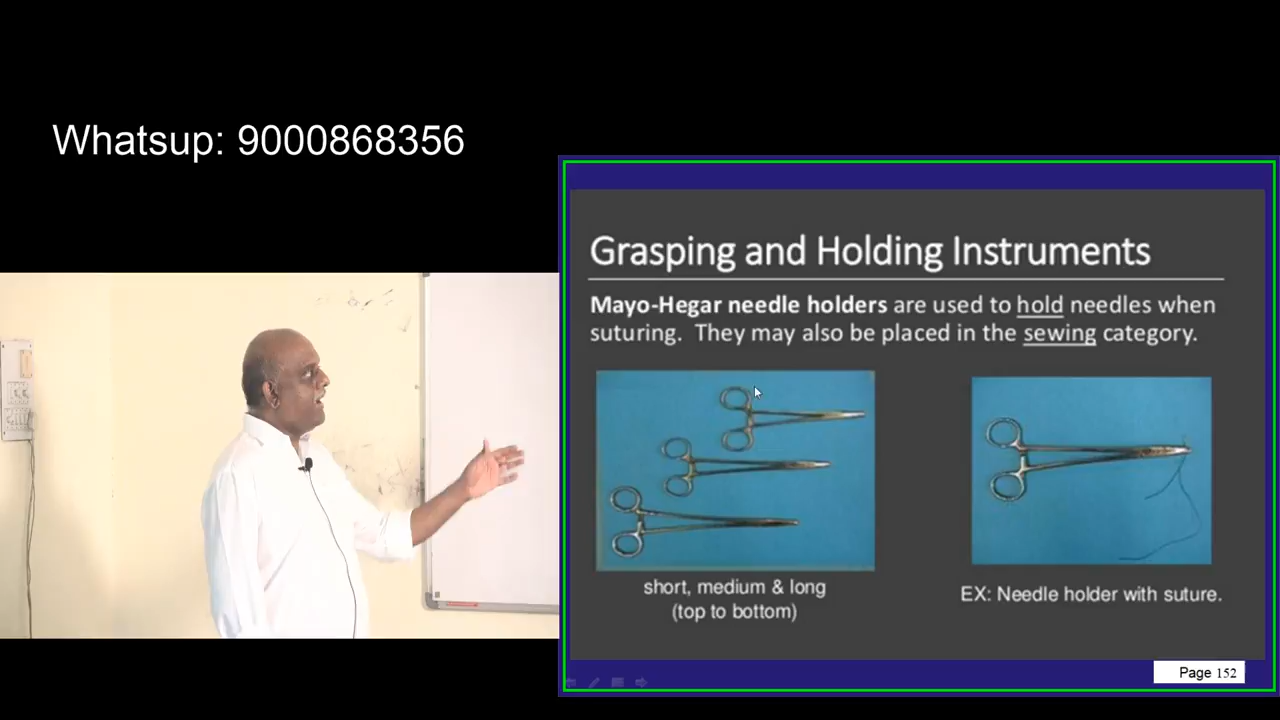 Whatsup: 9000868356
Grasping and Holding Instruments
Mayo-Hegar needle holders are used to hold needles when
suturing. They may also be placed in the sewing category.
short, medium & long
(top to bottom)
EX: Needle holder with suture.
Page 152